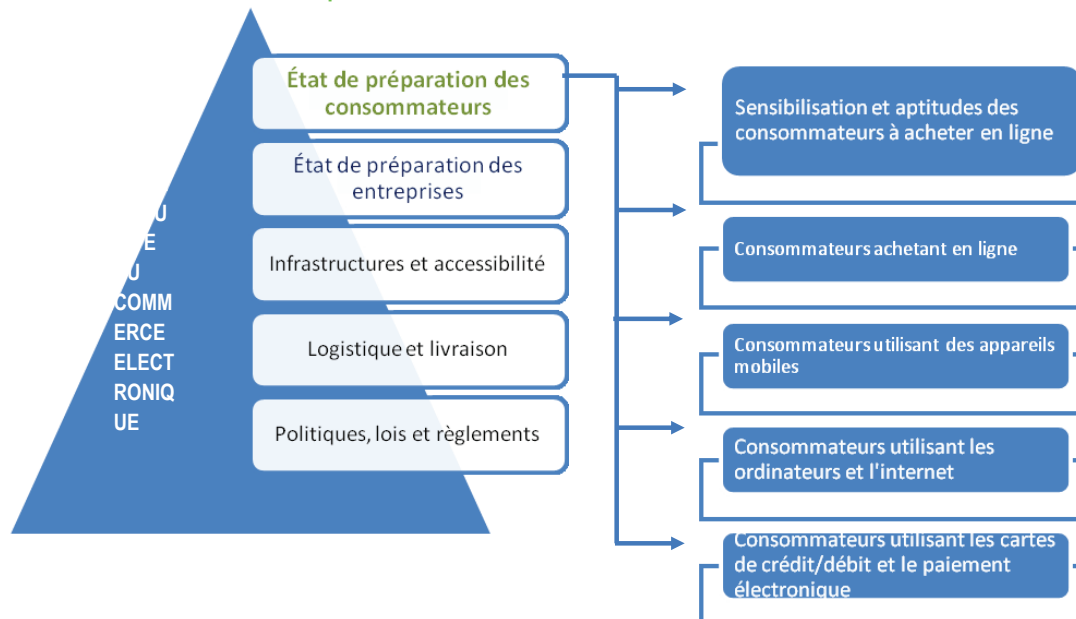 État de préparation des
consommateurs
État de préparation des
entreprises
Infrastructures et accessibilité
Logistique et livraison
Politiques, lois et règlements
COMM
ERCE
ELECT
RONIQ
UE
Sensibilisation et aptitudes des
consommateurs à acheter en ligne
Consommateurs achetant en ligne
Consommateurs utilisant des appareils
mobiles
Consommateurs utilisant les
ordinateurs et l'internet
Consommateurs utilisant les cartes
de crédit/débit et le paiement
électronique